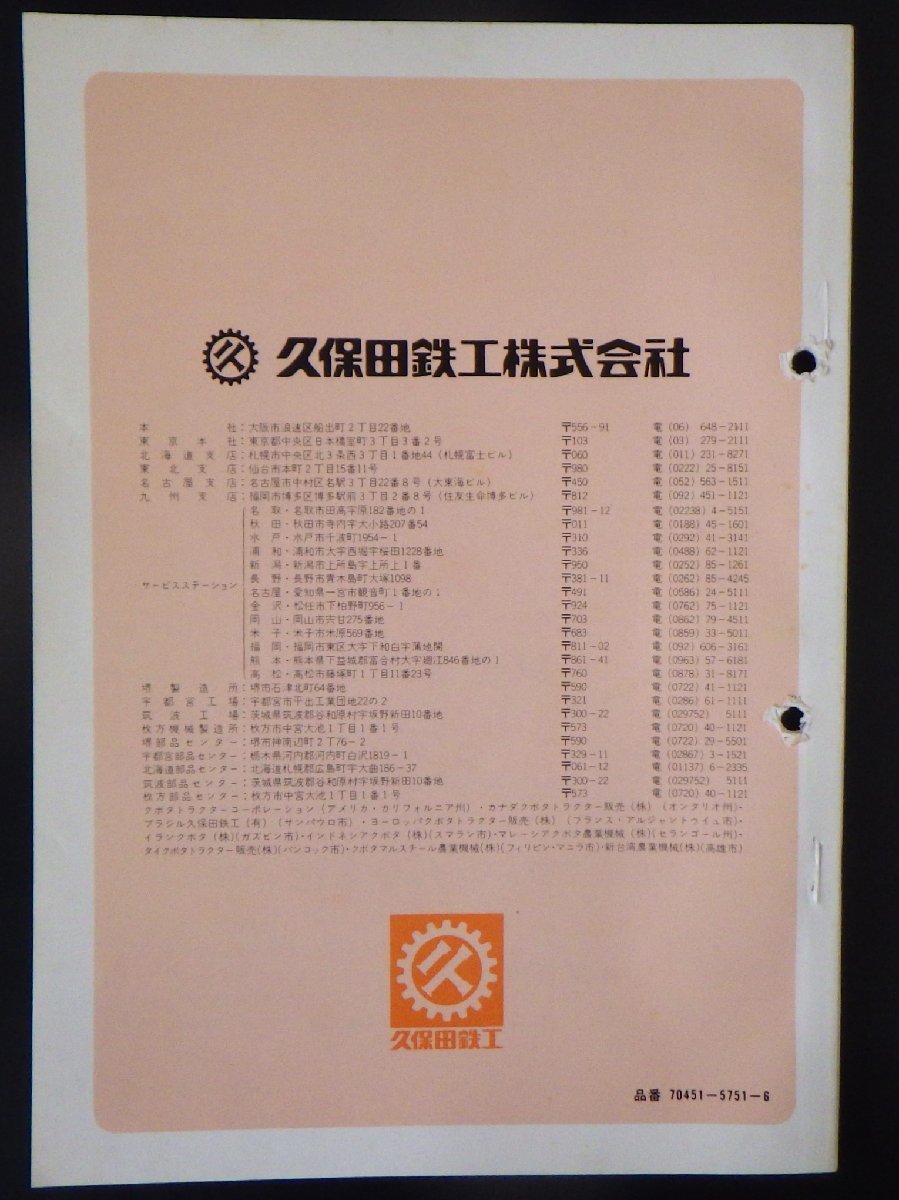 久保田鉄工株式会社
本社：大阪市浪速区船出町2丁目22番地 〒556-91 電(06) 648-2111
東京本社：東京都中央区日本橋室町3丁目3番2号 〒103 電(03) 279-2111
北海道支店：札幌市中央区北3条西3丁目1番地44(札幌富士ビル) 〒060 電(011) 231-8271
東北支店：仙台市本町2丁目15番11号 〒980 電(0222) 25-8151
名古屋支店：名古屋市中村区名駅3丁目22番8号(大東海ビル) 〒450 電(052) 563-1511
九州支店：福岡市博多区博多駅前3丁目2番8号(住友生命博多ビル) 〒812 電(092) 451-1121
名取・名取市田高字原182番地の1 〒981-12 電(02238) 4-5151
秋田・秋田市寺内字大小路207番54 〒011 電(0188) 45-1601
水戸・水戸市千波町1954-1 〒310 電(0292) 41-3141
浦和・浦和市大字西堀字桜田1228番地 〒336 電(0488) 62-1121
新潟・新潟市上所島字上所上1番 〒950 電(0252) 85-1261
長野・長野市青木島町大塚1098 〒381-11 電(0262) 85-4245
サービスステーション
名古屋・愛知県一宮市観音町1番地の1 〒491 電(0586) 24-5111
金沢・松任市下柏野町956-1 〒924 電(0762) 75-1121
岡山・岡山市宍甘275番地 〒703 電(0862) 79-4511
米子・米子市米原569番地 〒683 電(0859) 33-5011
福岡・福岡市東区大字下和白字蒲地開 〒811-02 電(092) 606-3161
熊本・熊本県下益城郡富合村大字廻江846番地の1 〒861-41 電(0963) 57-6181
高松・高松市藤塚町1丁目11番23号 〒760 電(0878) 31-8171
堺製造所：堺市石津北町64番地 〒590 電(0722) 41-1121
宇都宮工場：宇都宮市平出工業団地22の2 〒321 電(0286) 61-1111
筑波工場：茨城県筑波郡谷和原村字坂野新田10番地 〒300-22 電(029752) 5111
枚方機械製造所：枚方市中宮大池1丁目1番1号 〒573 電(0720) 40-1121
堺部品センター：堺市神南辺町2丁76-2 〒590 電(0722) 29-5501
宇都宮部品センター：栃木県河内郡河内町白沢1819-1 〒329-11 電(02867) 3-1521
北海道部品センター：北海道札幌郡広島町字大曲186-37 〒061-12 電(01137) 6-2335
筑波部品センター：茨城県筑波郡谷和原村字坂野新田10番地 〒300-22 電(029752) 5111
枚方部品センター：枚方市中宮大池1丁目1番1号 〒573 電(0720) 40-1121
クボタトラクターコーポレーション(アメリカ・カリフォルニア州)・カナダクボタトラクター販売(株)(オンタリオ州)・
ブラジル久保田鉄工(有)(サンパウロ市)・ヨーロッパクボタトラクター販売(株)(フランス・アルジャントゥイュ市)・
イランクボタ(株)(ガズビン市)・インドネシアクボタ(株)(スマラン市)・マレーシアクボタ農業機械(株)(セランゴール州)・
タイクボタトラクター販売(株)(バンコック市)・クボタマルスチール農業機械(株)(フィリピン・マニラ市)・新台湾農業機械(株)(高雄市)
久保田鉄工
品番 70451-5751-6